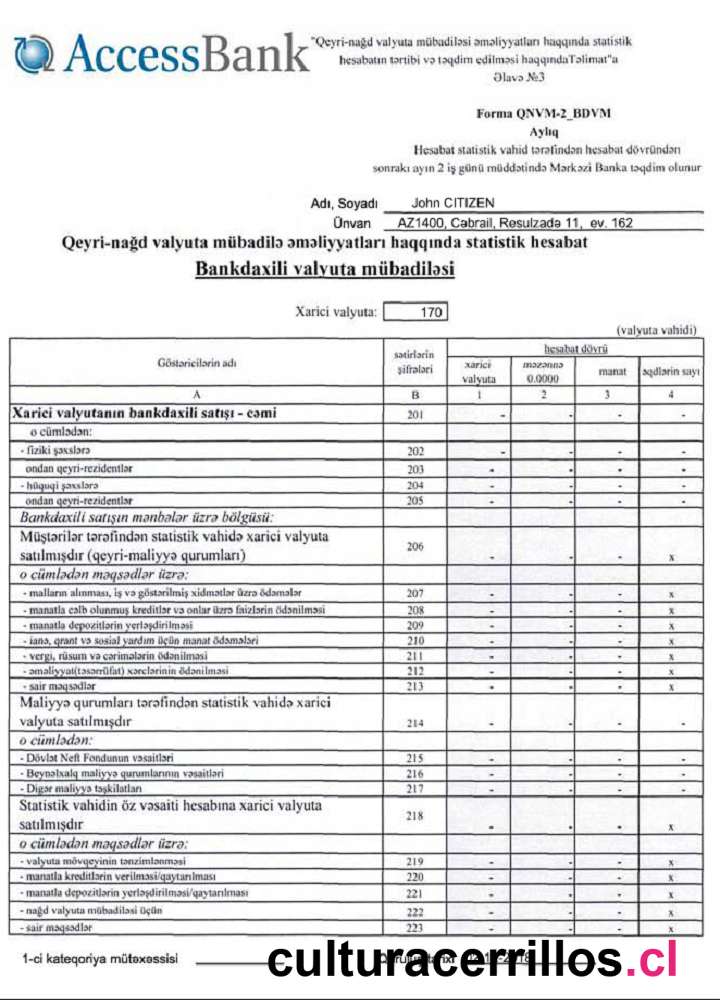 AccessBank
"Qeyri-nağd valyuta mübadiləsi əməliyyatları haqqında statistik
hesabatın tərtibi və təqdim edilməsi haqqındaTəlimat"a
Əlavə №3
Forma QNVM-2_BDVM
Aylıq
Hesabat statistik vahid tərəfindən hesabat dövründən
sonrakı ayın 2 iş günü müddətində Mərkəzi Banka təqdim olunur
Adı, Soyadı John CITIZEN
Ünvan AZ1400, Cəbrail, Resulzadə 11, ev. 162
Qeyri-nağd valyuta mübadilə əməliyyatları haqqında statistik hesabat
Bankdaxili valyuta mübadiləsi
Xarici valyuta: 170
(valyuta vahidi)
Göstəricilərin adı
sətirlərin şifrələri
hesabat dövrü
xarici valyuta
məzənnə 0.0000
manat
əqdlərin sayı
A B 1 2 3 4
Xarici valyutanın bankdaxili satışı - cəmi 201 - - - -
o cümlədən:
- fiziki şəxslərə 202 - - - -
ondan qeyri-rezidentlər 203 - - - -
- hüquqi şəxslərə 204 - - - -
ondan qeyri-rezidentlər 205 - - - -
Bankdaxili satışın mənbələr üzrə bölgüsü:
Müştərilər tərəfindən statistik vahidə xarici valyuta
satılmışdır (qeyri-maliyyə qurumları) 206 - - - x
o cümlədən məqsədlər üzrə:
- malların alınması, iş və göstərilmiş xidmətlər üzrə ödəmələr 207 - - - x
- manatla cəlb olunmuş kreditlər və onlar üzrə faizlərin ödənilməsi 208 - - - x
- manatla depozitlərin yerləşdirilməsi 209 - - - x
- ianə, qrant və sosial yardım üçün manat ödəmələri 210 - - - x
- vergi, rüsum və cərimələrin ödənilməsi 211 - - - x
- əməliyyat(təsərrüfat) xərclərinin ödənilməsi 212 - - - x
- sair məqsədlər 213 - - - x
Maliyyə qurumları tərəfindən statistik vahidə xarici
valyuta satılmışdır 214 - - - -
o cümlədən:
- Dövlət Neft Fondunun vəsaitləri 215 - - - -
- Beynəlxalq maliyyə qurumlarının vəsaitləri 216 - - - -
- Digər maliyyə təşkilatları 217 - - - -
Statistik vahidin öz vəsaiti hesabına xarici valyuta
satılmışdır 218 - - - x
o cümlədən məqsədlər üzrə:
- valyuta mövqeyinin tənzimlənməsi 219 - - - x
- manatla kreditlərin verilməsi/qaytarılması 220 - - - x
- manatla depozitlərin yerləşdirilməsi/qaytarılması 221 - - - x
- nağd valyuta mübadiləsi üçün 222 - - - x
- sair məqsədlər 223 - - - x
1-ci kateqoriya mütəxəssisi
culturacerrillos.cl